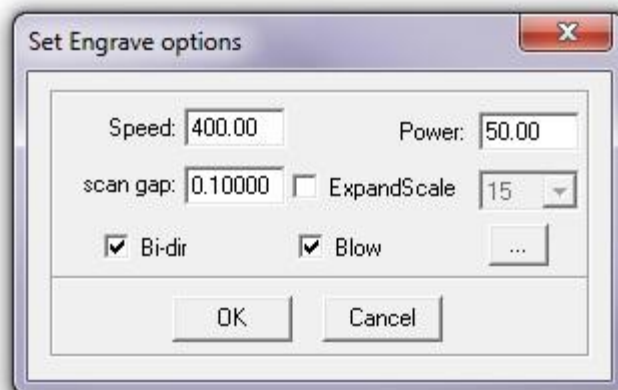 Set Engrave options
Speed: 400.00 Power: 50.00
scan gap: 0.10000 ExpandScale 15
Bi-dir Blow ...
OK Cancel